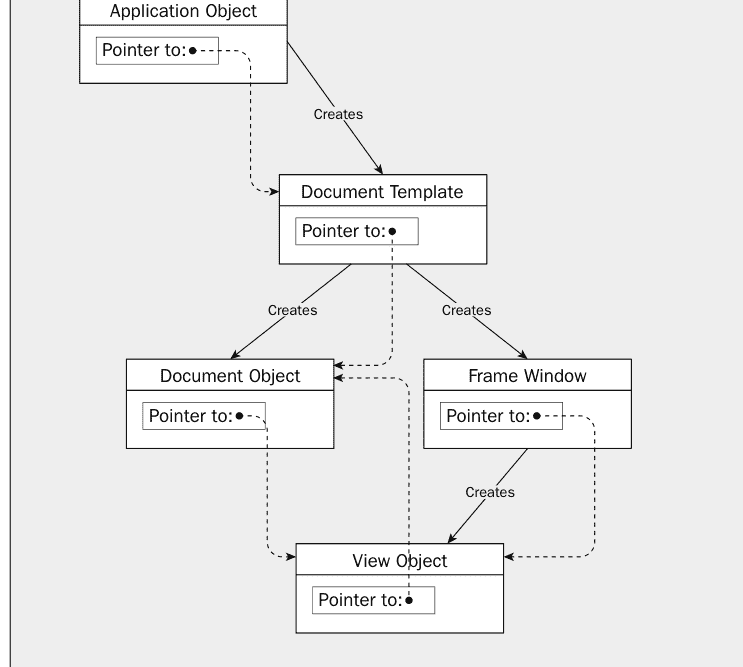 Application Object
Pointer to:
Creates
Document Template
Pointer to:
Creates
Creates
Document Object
Frame Window
Pointer to:
Pointer to:
Creates
View Object
Pointer to: